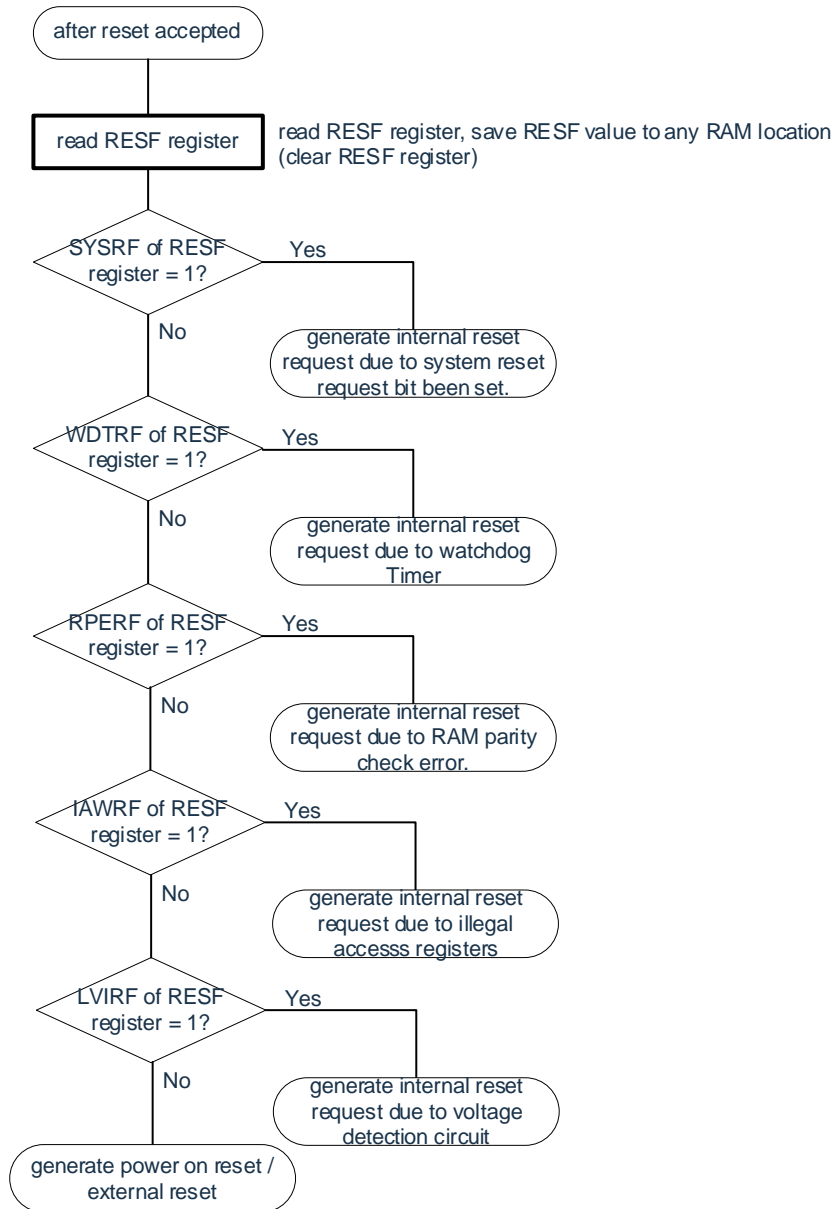 after reset accepted
read RESF register
read RESF register, save RESF value to any RAM location
(clear RESF register)
SYSRF of RESF
register = 1?
Yes
No
generate internal reset
request due to system reset
request bit been set.
WDTRF of RESF
register = 1?
Yes
No
generate internal reset
request due to watchdog
Timer
RPERF of RESF
register = 1?
Yes
No
generate internal reset
request due to RAM parity
check error.
IAWRF of RESF
register = 1?
Yes
No
generate internal reset
request due to illegal
accesss registers
LVIRF of RESF
register = 1?
Yes
No
generate internal reset
request due to voltage
detection circuit
generate power on reset /
external reset